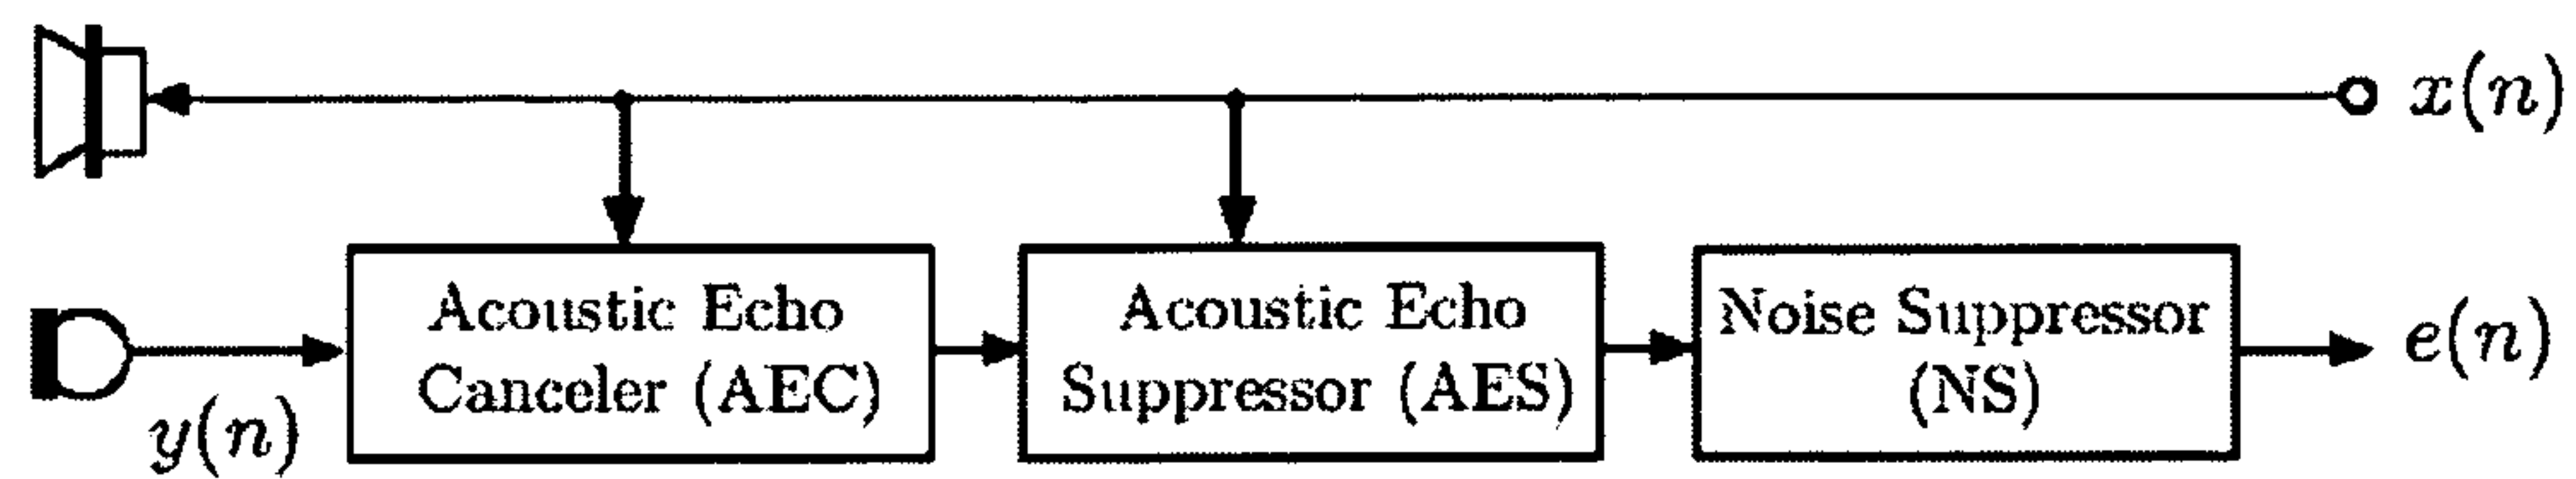 x(n)
Acoustic Echo
Canceler (AEC)
Acoustic Echo
Suppressor (AES)
Noise Suppressor
(NS)
y(n)
e(n)